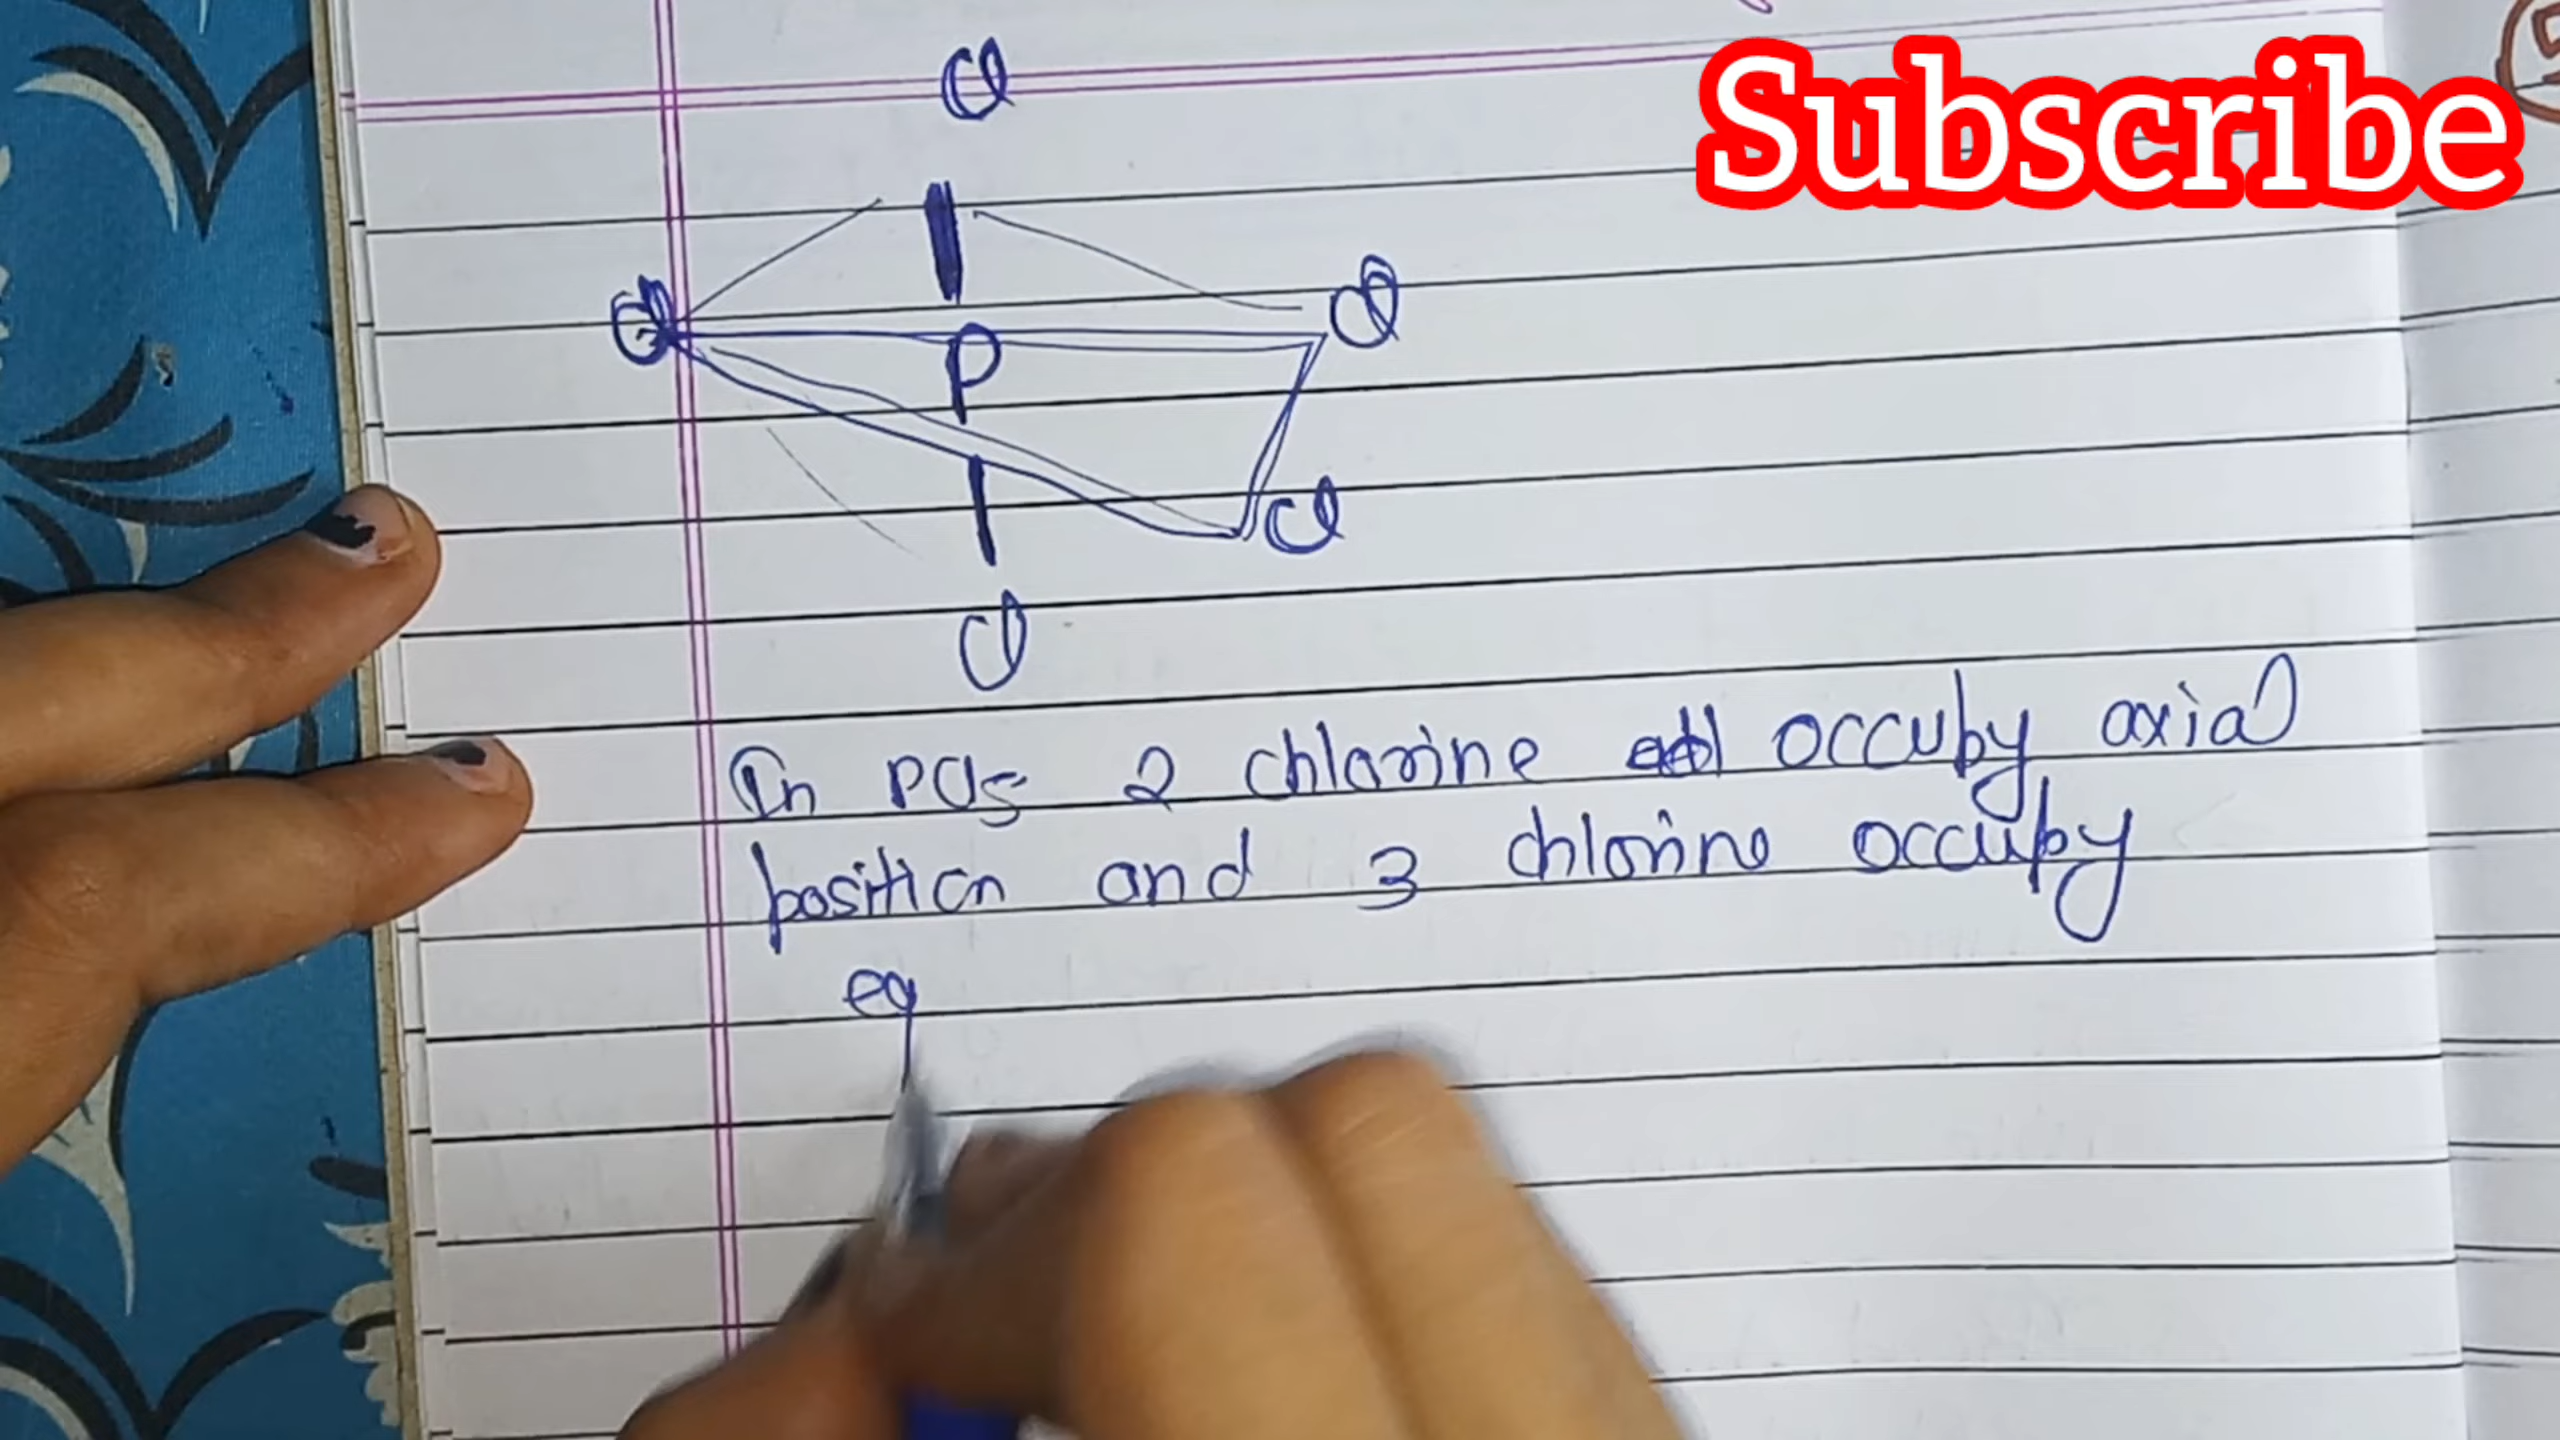 Subscribe
Cl
Cl
Cl
P
Cl
Cl
In PCl5 2 chlorine occupy axial
position and 3 chlorine occupy
eq